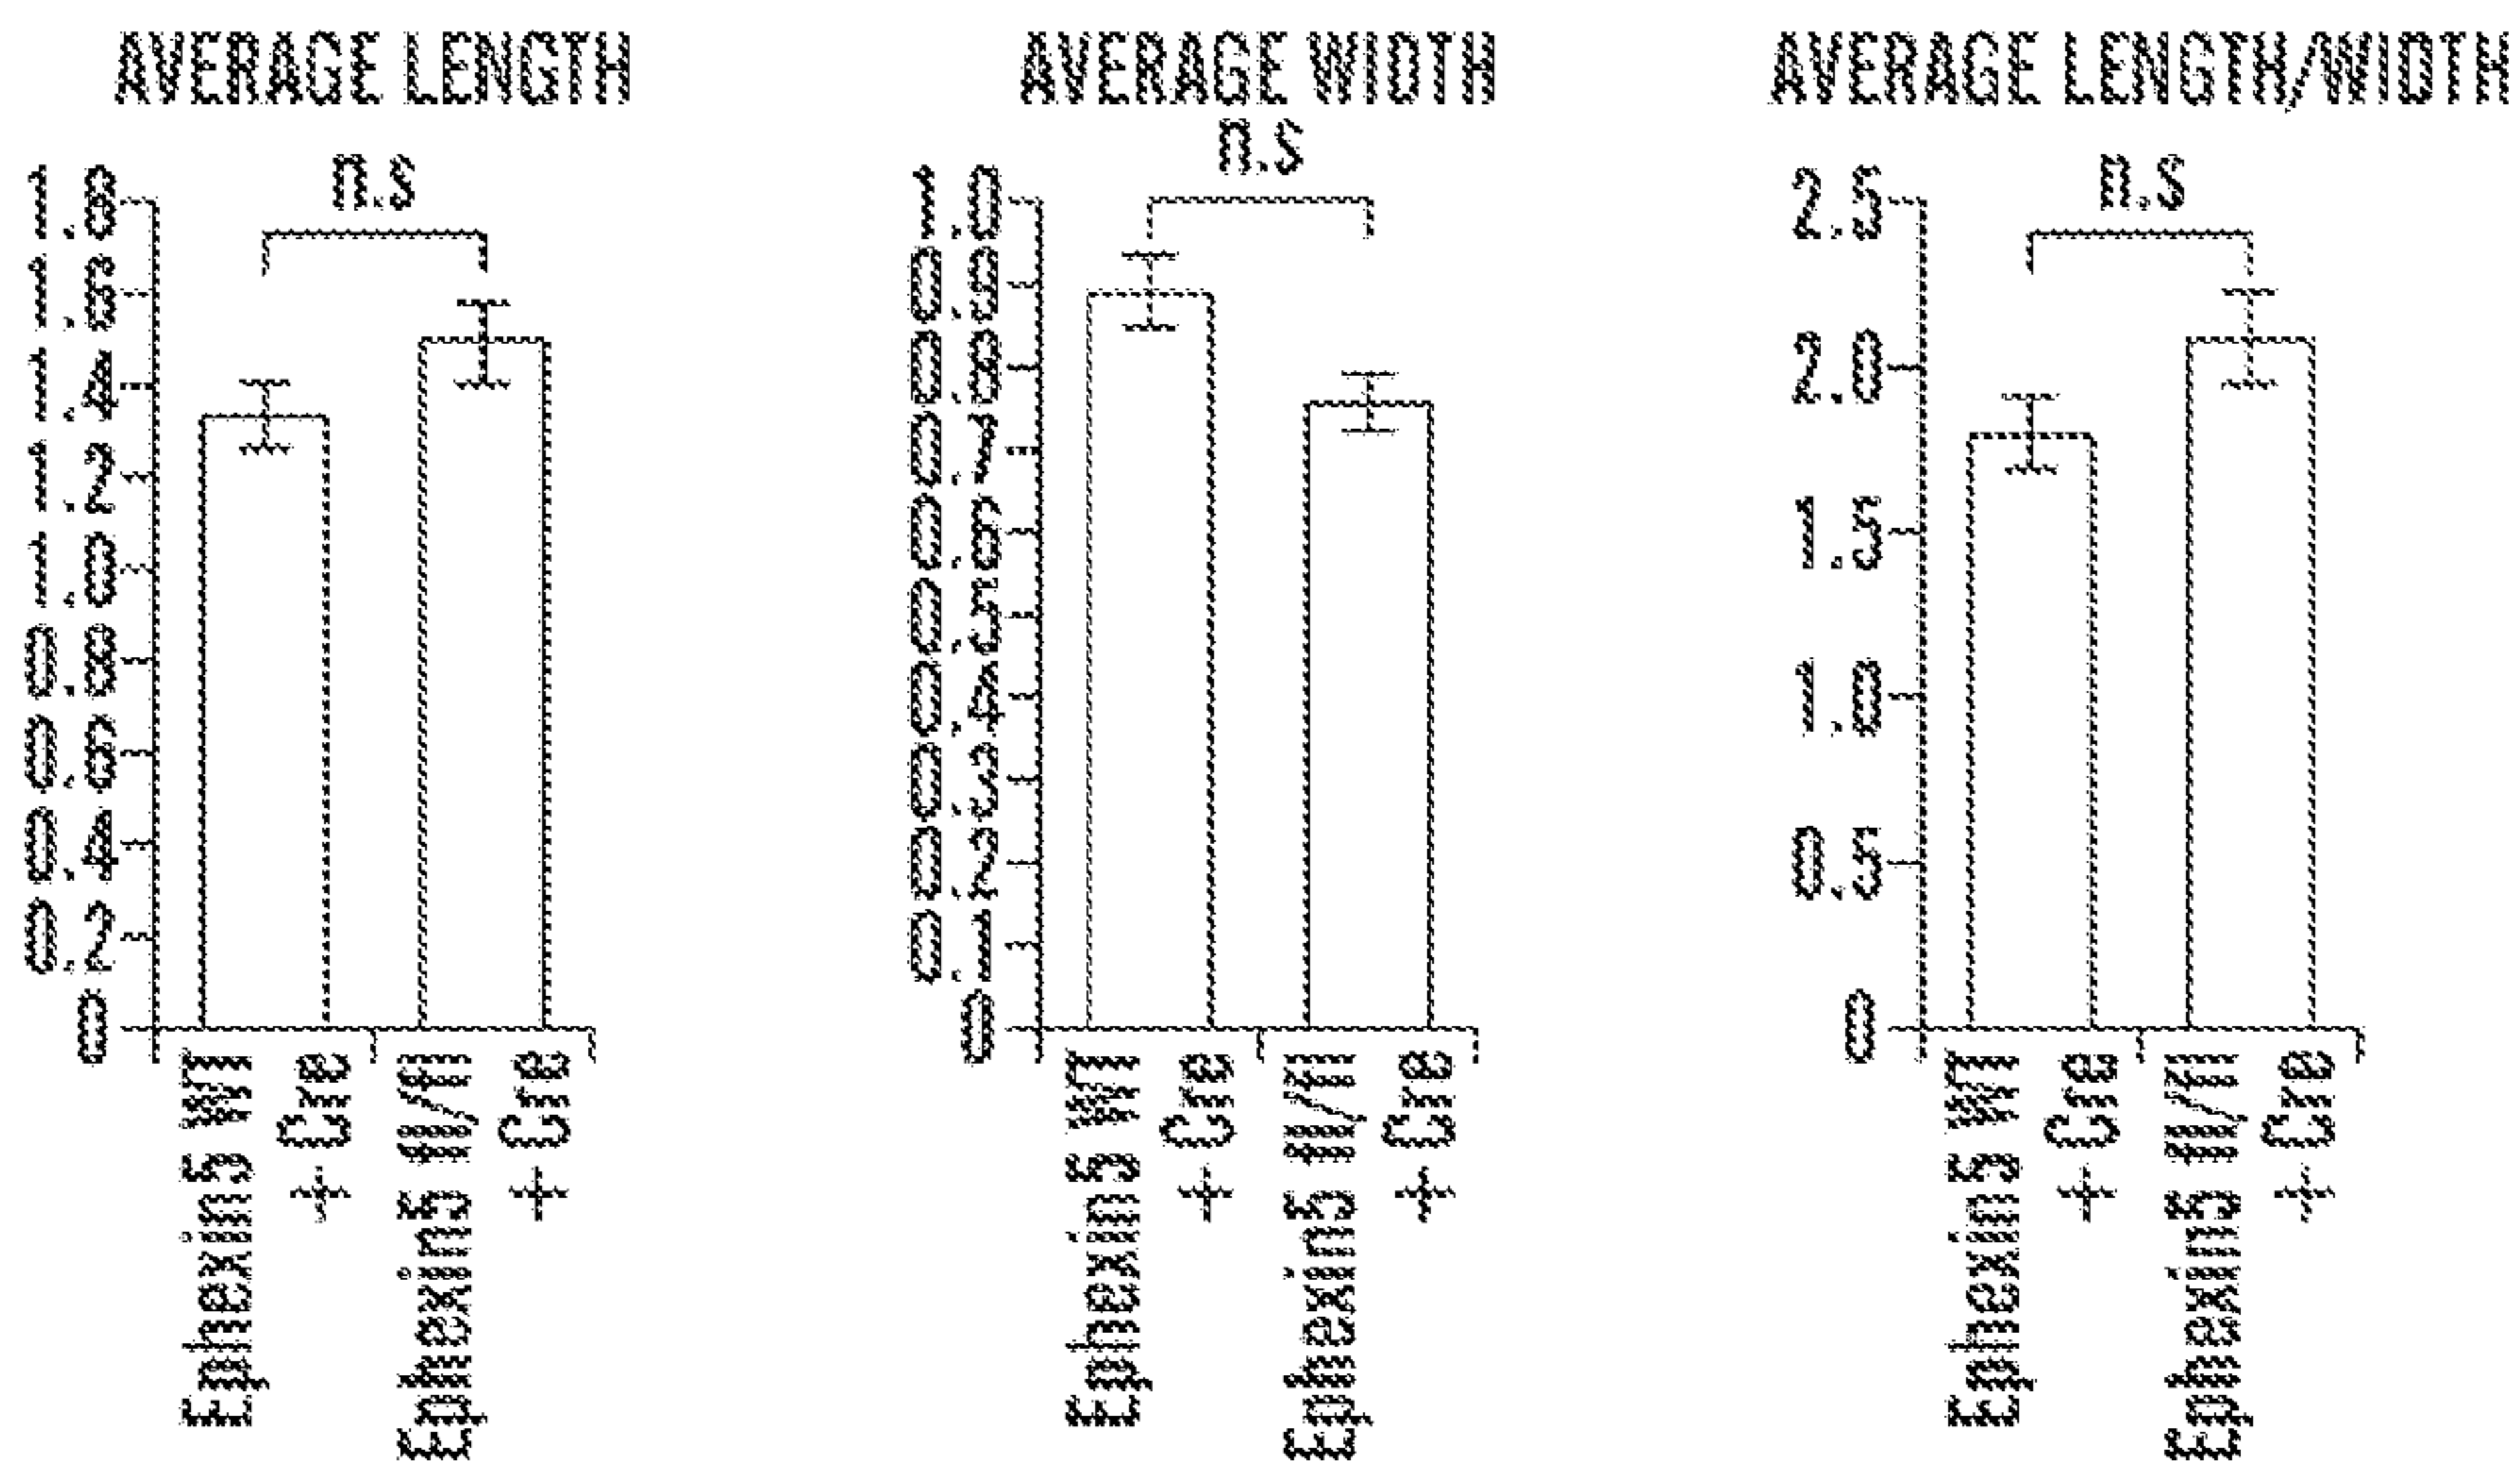 AVERAGE LENGTH
n.s
1.8
1.6
1.4
1.2
1.0
0.8
0.6
0.4
0.2
0
Ephexin5 WT
+ Cre
Ephexin5 fl/fl
+ Cre
AVERAGE WIDTH
n.s
1.0
0.9
0.8
0.7
0.6
0.5
0.4
0.3
0.2
0.1
0
Ephexin5 WT
+ Cre
Ephexin5 fl/fl
+ Cre
AVERAGE LENGTH/WIDTH
n.s
2.5
2.0
1.5
1.0
0.5
0
Ephexin5 WT
+ Cre
Ephexin5 fl/fl
+ Cre